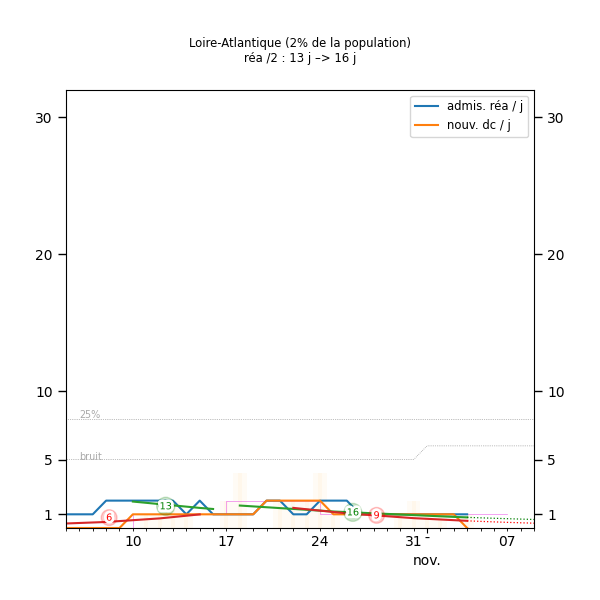 Loire-Atlantique (2% de la population)
réa /2 : 13 j –> 16 j
admis. réa / j
nouv. dc / j
30 30
20 20
10 10
25%
bruit
5 5
13
16
6
9
1 1
10 17 24 31 07
nov.